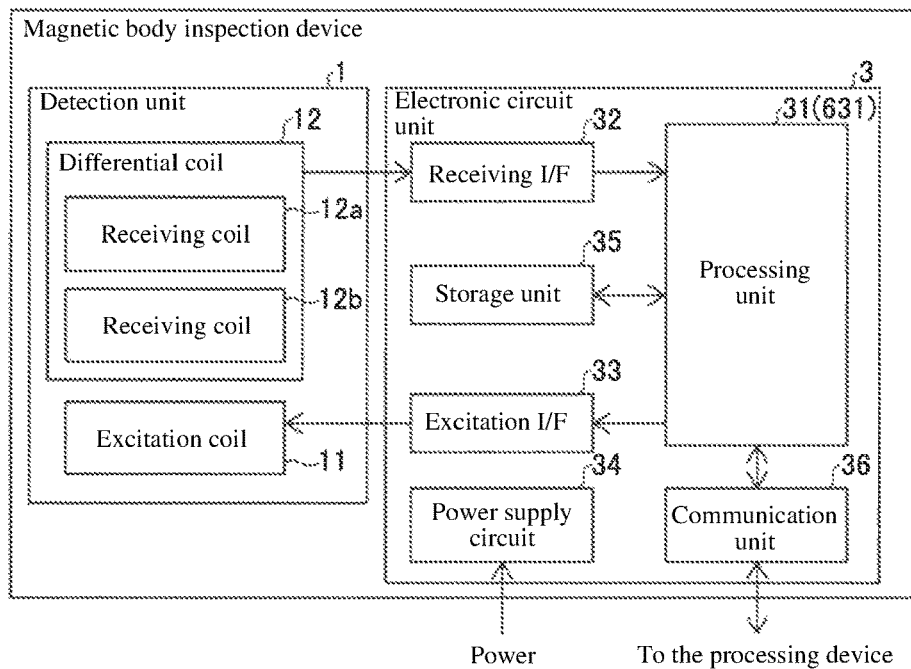 Magnetic body inspection device
1
Detection unit
12
Differential coil
12a
Receiving coil
12b
Receiving coil
Excitation coil
11
3
Electronic circuit
unit
32
Receiving I/F
31(631)
Processing
unit
35
Storage unit
33
Excitation I/F
34
Power supply
circuit
36
Communication
unit
Power
To the processing device